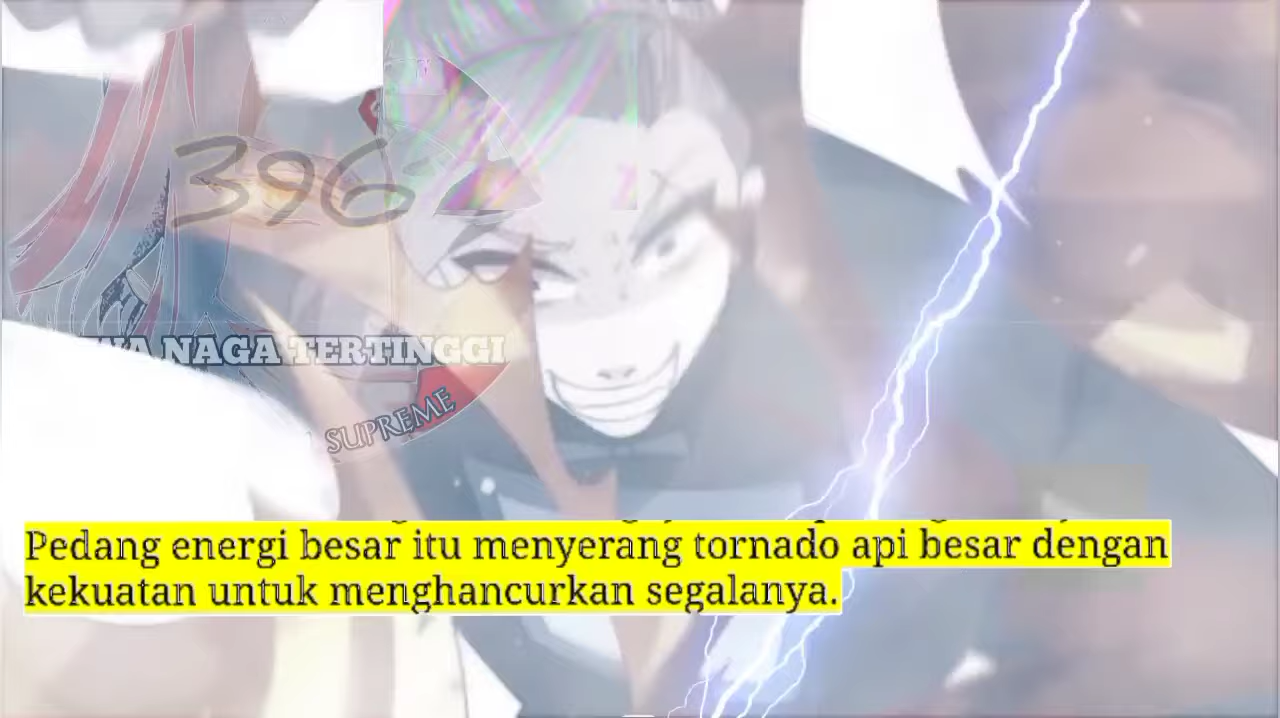 396
NAGA TERTINGGI
SUPREME
Pedang energi besar itu menyerang tornado api besar dengan
kekuatan untuk menghancurkan segalanya.